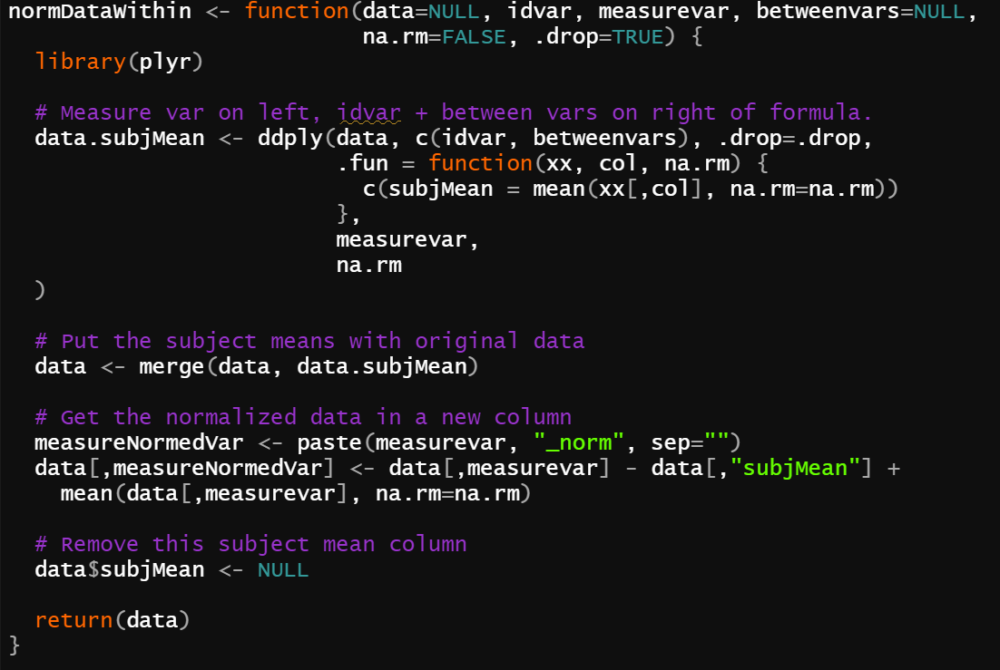 normDataWithin <- function(data=NULL, idvar, measurevar, betweenvars=NULL,
                           na.rm=FALSE, .drop=TRUE) {
  library(plyr)

  # Measure var on left, idvar + between vars on right of formula.
  data.subjMean <- ddply(data, c(idvar, betweenvars), .drop=.drop,
                         .fun = function(xx, col, na.rm) {
                           c(subjMean = mean(xx[,col], na.rm=na.rm))
                         },
                         measurevar,
                         na.rm
  )

  # Put the subject means with original data
  data <- merge(data, data.subjMean)

  # Get the normalized data in a new column
  measureNormedVar <- paste(measurevar, "_norm", sep="")
  data[,measureNormedVar] <- data[,measurevar] - data[,"subjMean"] +
    mean(data[,measurevar], na.rm=na.rm)

  # Remove this subject mean column
  data$subjMean <- NULL

  return(data)
}